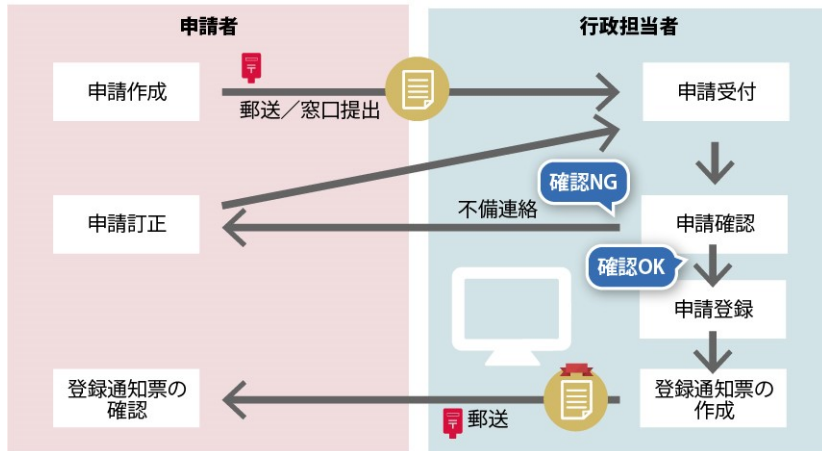 申請者
行政担当者
申請作成
郵送／窓口提出
申請受付
確認NG
申請訂正
不備連絡
申請確認
確認OK
申請登録
登録通知票の
確認
郵送
登録通知票の
作成